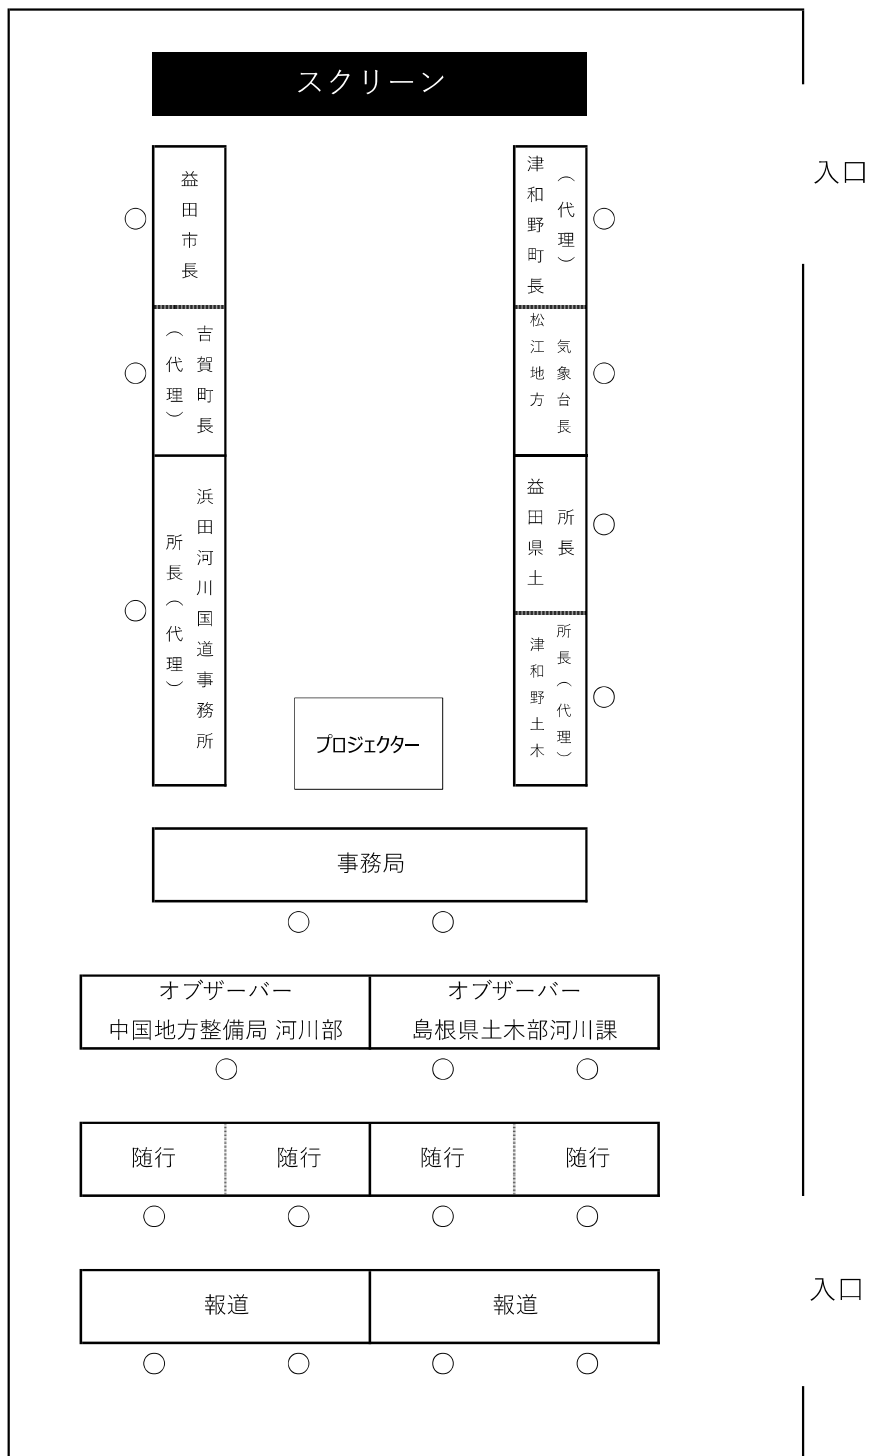 スクリーン
入口
益田市長
津和野町長
（代理）
吉賀町長
（代理）
松江地方
気象台長
浜田河川国道事務所
所長（代理）
益田県土
所長
津和野土木
所長（代理）
プロジェクター
事務局
オブザーバー
中国地方整備局 河川部
オブザーバー
島根県土木部河川課
随行
随行
随行
随行
入口
報道
報道